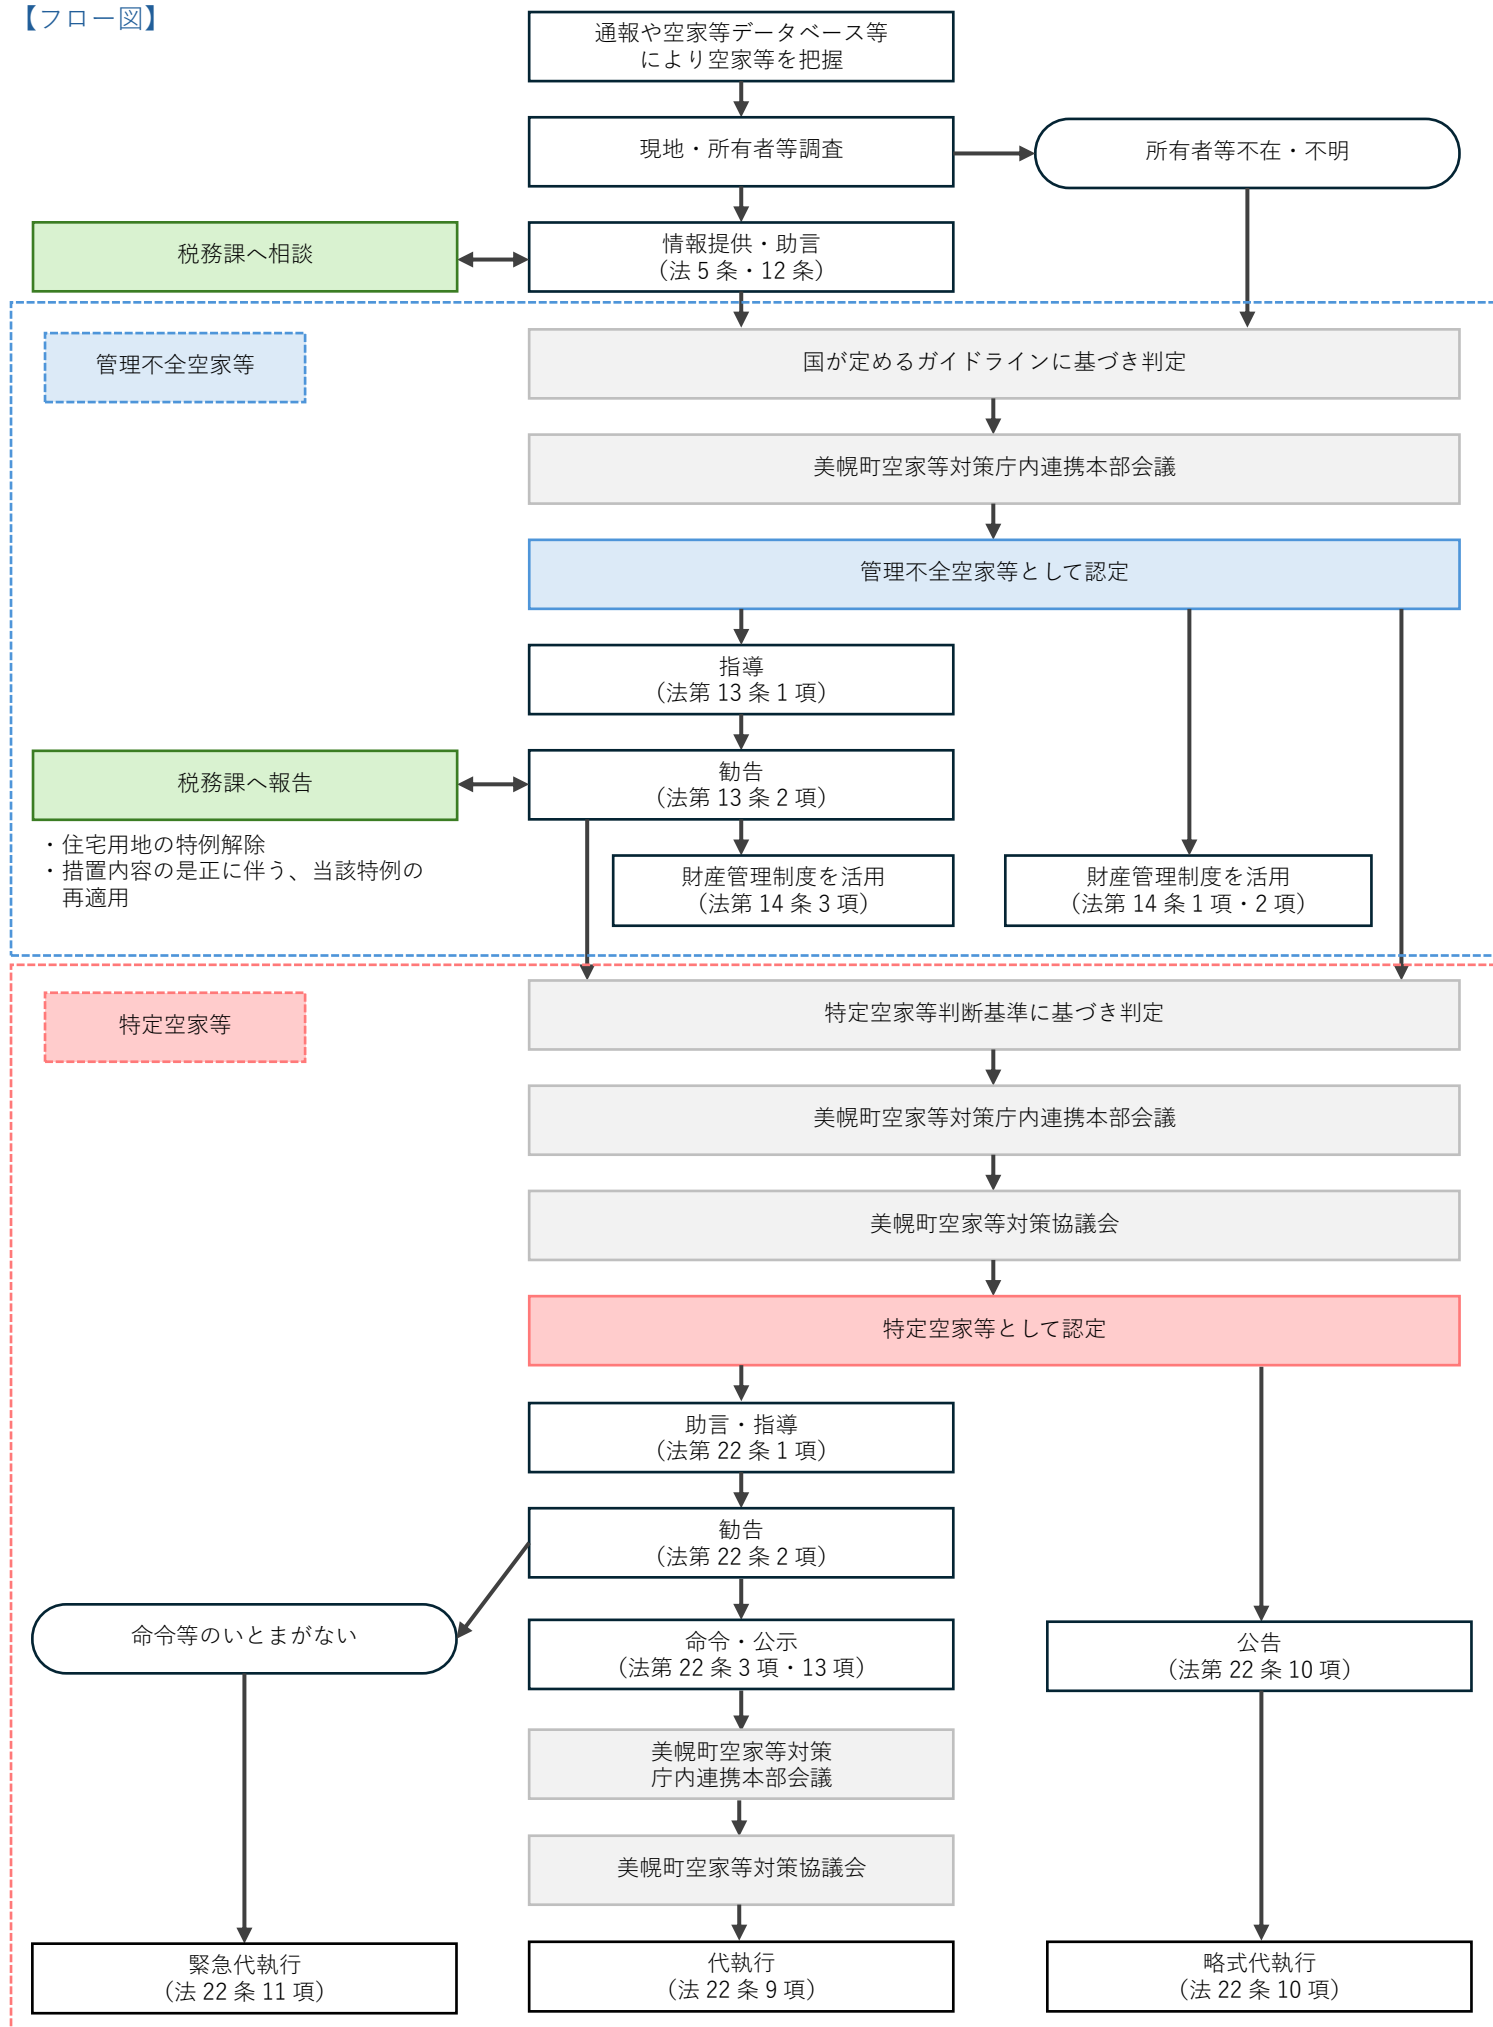 【フロー図】
通報や空家等データベース等
により空家等を把握
現地・所有者等調査
所有者等不在・不明
税務課へ相談
情報提供・助言
（法 5 条・12 条）
管理不全空家等
国が定めるガイドラインに基づき判定
美幌町空家等対策庁内連携本部会議
管理不全空家等として認定
指導
（法第 13 条 1 項）
税務課へ報告
勧告
（法第 13 条 2 項）
・住宅用地の特例解除
・措置内容の是正に伴う、当該特例の
再適用
財産管理制度を活用
（法第 14 条 3 項）
財産管理制度を活用
（法第 14 条 1 項・2 項）
特定空家等
特定空家等判断基準に基づき判定
美幌町空家等対策庁内連携本部会議
美幌町空家等対策協議会
特定空家等として認定
助言・指導
（法第 22 条 1 項）
勧告
（法第 22 条 2 項）
命令等のいとまがない
命令・公示
（法第 22 条 3 項・13 項）
公告
（法第 22 条 10 項）
美幌町空家等対策
庁内連携本部会議
美幌町空家等対策協議会
緊急代執行
（法 22 条 11 項）
代執行
（法 22 条 9 項）
略式代執行
（法 22 条 10 項）